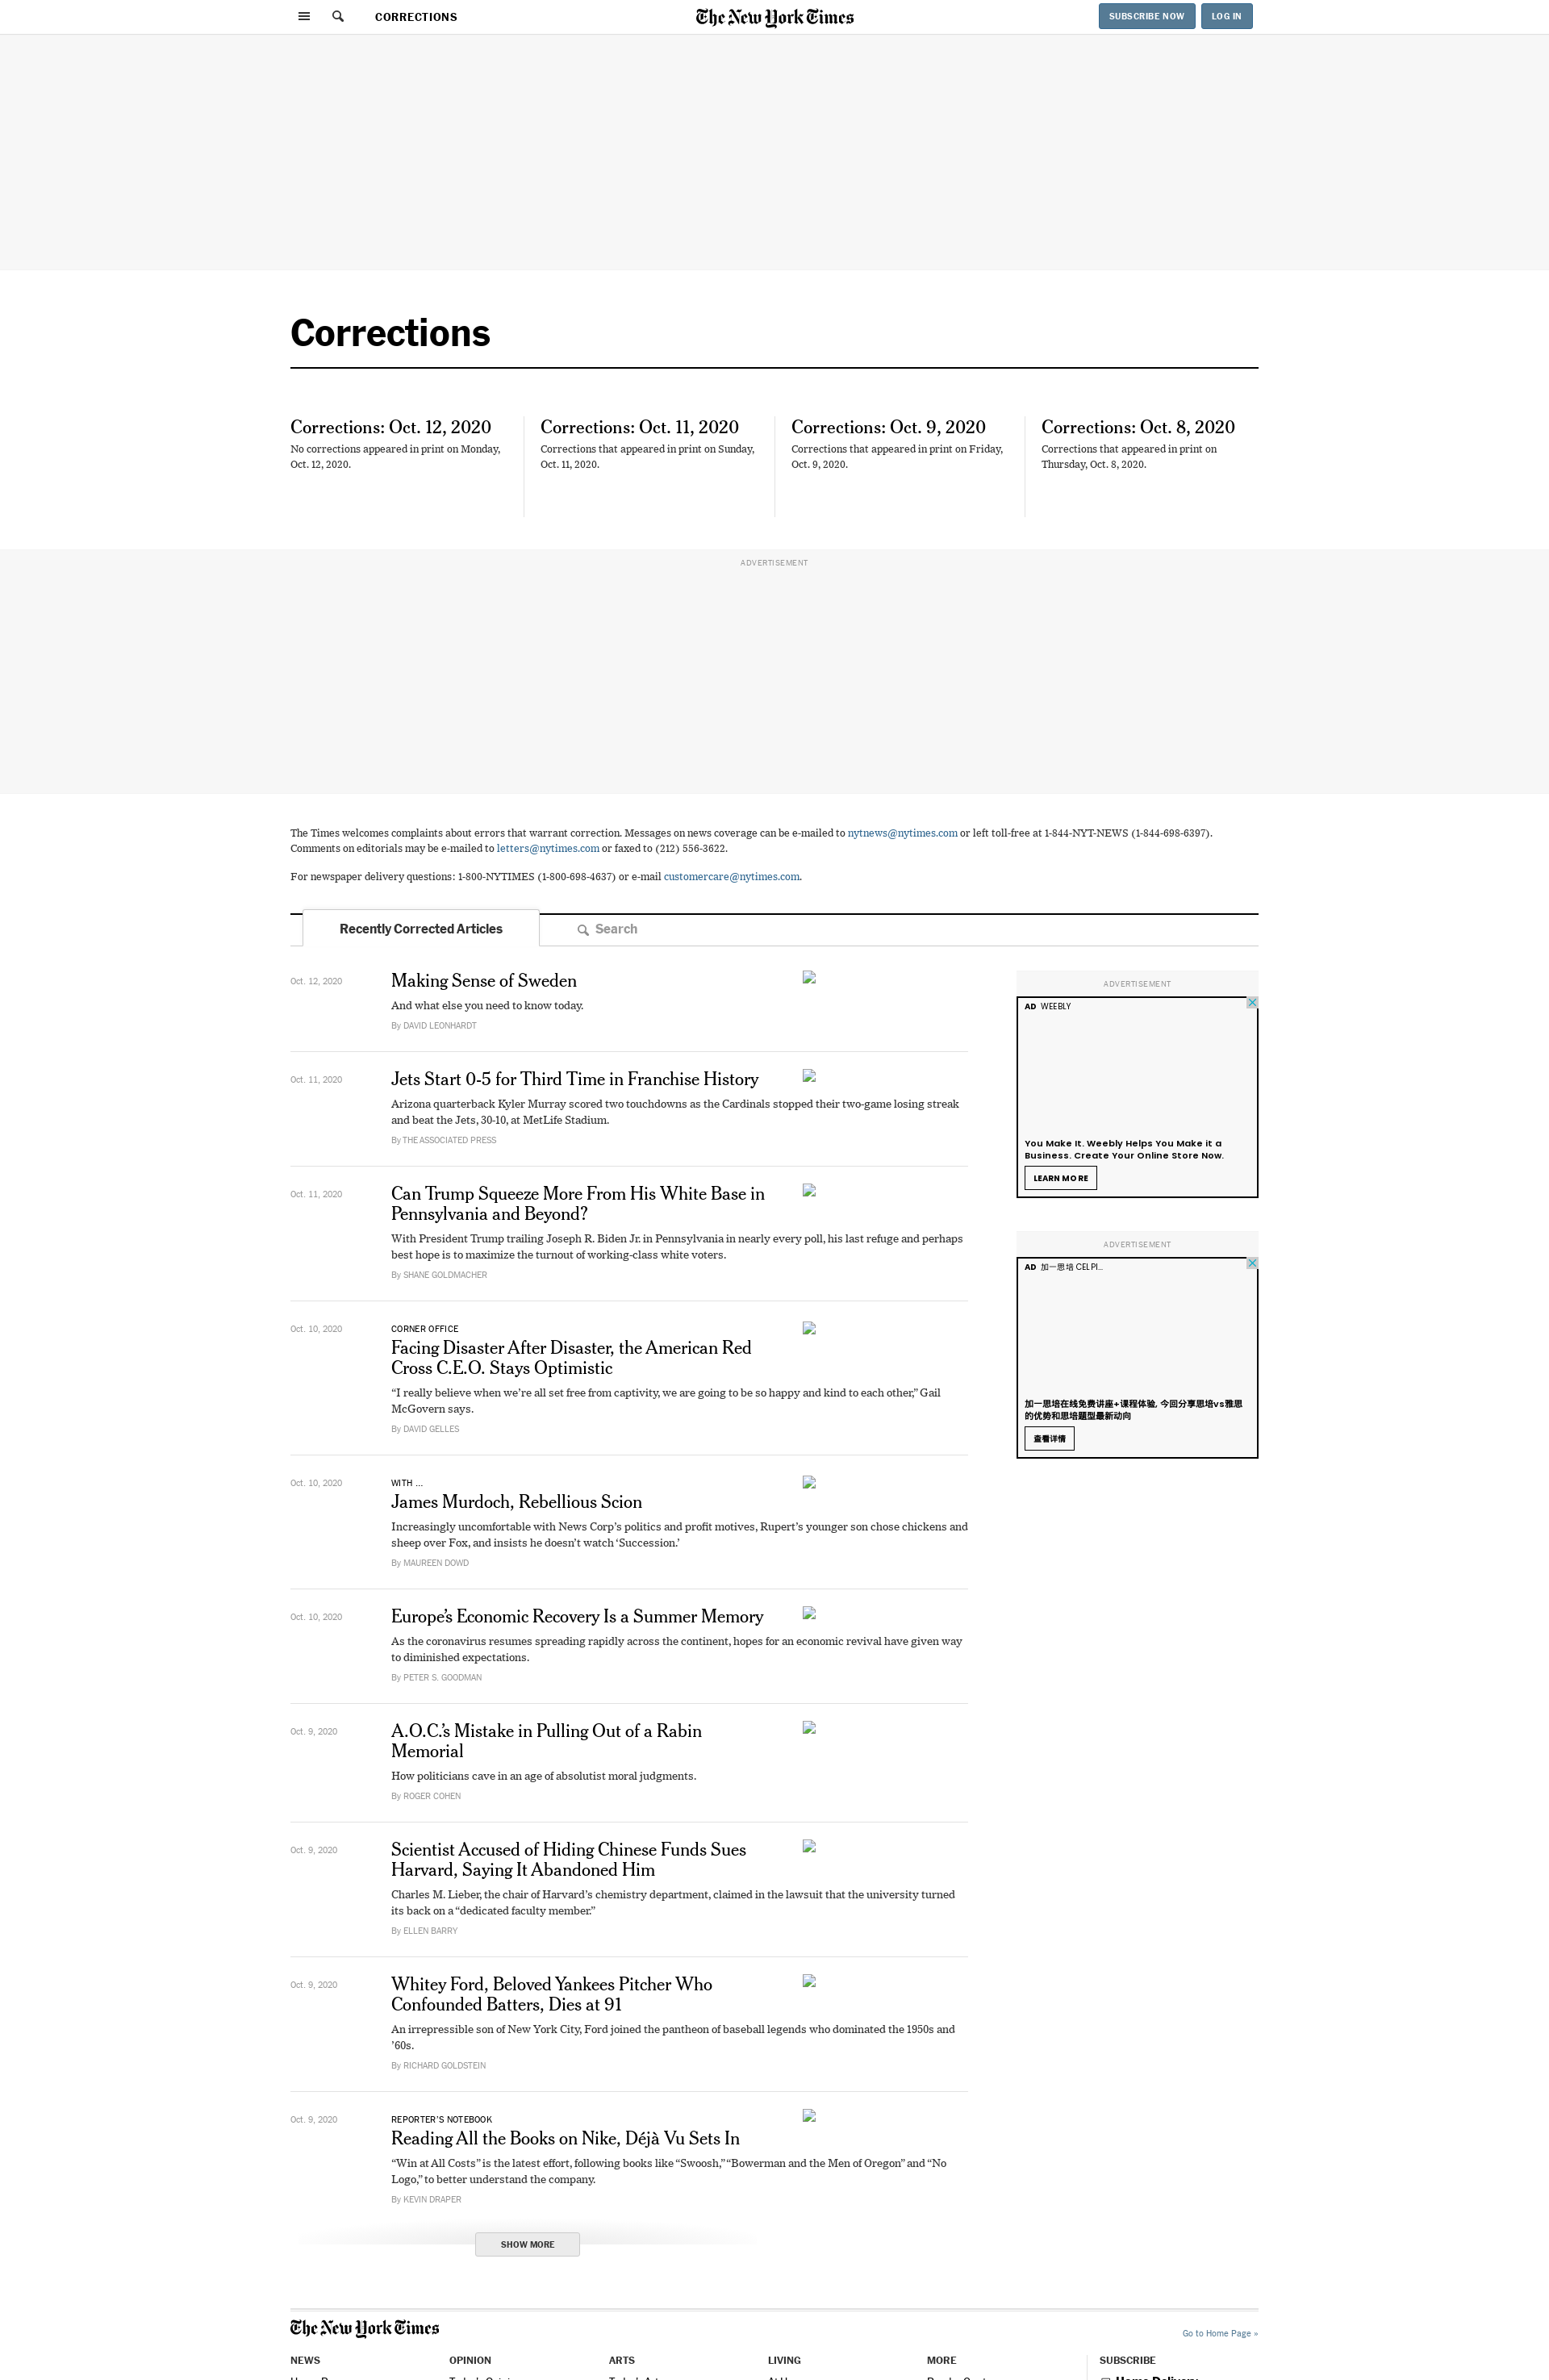 CORRECTIONS
The New York Times
SUBSCRIBE NOW
LOG IN
Corrections
Corrections: Oct. 12, 2020
No corrections appeared in print on Monday,
Oct. 12, 2020.
Corrections: Oct. 11, 2020
Corrections that appeared in print on Sunday,
Oct. 11, 2020.
Corrections: Oct. 9, 2020
Corrections that appeared in print on Friday,
Oct. 9, 2020.
Corrections: Oct. 8, 2020
Corrections that appeared in print on
Thursday, Oct. 8, 2020.
ADVERTISEMENT
The Times welcomes complaints about errors that warrant correction. Messages on news coverage can be e-mailed to nytnews@nytimes.com or left toll-free at 1-844-NYT-NEWS (1-844-698-6397).
Comments on editorials may be e-mailed to letters@nytimes.com or faxed to (212) 556-3622.
For newspaper delivery questions: 1-800-NYTIMES (1-800-698-4637) or e-mail customercare@nytimes.com.
Recently Corrected Articles
Search
Oct. 12, 2020
Making Sense of Sweden
And what else you need to know today.
By DAVID LEONHARDT
Oct. 11, 2020
Jets Start 0-5 for Third Time in Franchise History
Arizona quarterback Kyler Murray scored two touchdowns as the Cardinals stopped their two-game losing streak
and beat the Jets, 30-10, at MetLife Stadium.
By THE ASSOCIATED PRESS
Oct. 11, 2020
Can Trump Squeeze More From His White Base in
Pennsylvania and Beyond?
With President Trump trailing Joseph R. Biden Jr. in Pennsylvania in nearly every poll, his last refuge and perhaps
best hope is to maximize the turnout of working-class white voters.
By SHANE GOLDMACHER
Oct. 10, 2020
CORNER OFFICE
Facing Disaster After Disaster, the American Red
Cross C.E.O. Stays Optimistic
“I really believe when we’re all set free from captivity, we are going to be so happy and kind to each other,” Gail
McGovern says.
By DAVID GELLES
Oct. 10, 2020
WITH ...
James Murdoch, Rebellious Scion
Increasingly uncomfortable with News Corp’s politics and profit motives, Rupert’s younger son chose chickens and
sheep over Fox, and insists he doesn’t watch ‘Succession.’
By MAUREEN DOWD
Oct. 10, 2020
Europe’s Economic Recovery Is a Summer Memory
As the coronavirus resumes spreading rapidly across the continent, hopes for an economic revival have given way
to diminished expectations.
By PETER S. GOODMAN
Oct. 9, 2020
A.O.C.’s Mistake in Pulling Out of a Rabin
Memorial
How politicians cave in an age of absolutist moral judgments.
By ROGER COHEN
Oct. 9, 2020
Scientist Accused of Hiding Chinese Funds Sues
Harvard, Saying It Abandoned Him
Charles M. Lieber, the chair of Harvard’s chemistry department, claimed in the lawsuit that the university turned
its back on a “dedicated faculty member.”
By ELLEN BARRY
Oct. 9, 2020
Whitey Ford, Beloved Yankees Pitcher Who
Confounded Batters, Dies at 91
An irrepressible son of New York City, Ford joined the pantheon of baseball legends who dominated the 1950s and
’60s.
By RICHARD GOLDSTEIN
Oct. 9, 2020
REPORTER’S NOTEBOOK
Reading All the Books on Nike, Déjà Vu Sets In
“Win at All Costs” is the latest effort, following books like “Swoosh,” “Bowerman and the Men of Oregon” and “No
Logo,” to better understand the company.
By KEVIN DRAPER
SHOW MORE
ADVERTISEMENT
AD WEEBLY
You Make It. Weebly Helps You Make it a
Business. Create Your Online Store Now.
LEARN MORE
ADVERTISEMENT
AD 加一思培 CELPI...
加一思培在线免费讲座+课程体验, 今回分享思培vs雅思
的优势和思培题型最新动向
查看详情
The New York Times
Go to Home Page »
NEWS
OPINION
ARTS
LIVING
MORE
SUBSCRIBE